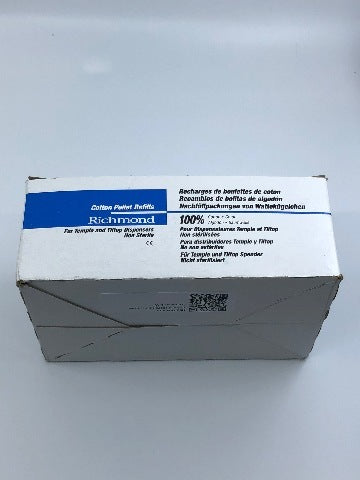 Cotton Pellet Refills
Richmond
For Temple and Tiltop Dispensers
Non Sterile
CE
Recharges de boulettes de coton
Recambios de bolitas de algodón
Nachfüllpackungen von Wattekügelchen
100%
Pour dispensateurs Temple et Tiltop
Non stérilisées
Para distribuidores Temple y Tiltop
No son estériles
Für Temple und Tiltop Spender
Nicht sterilisiert